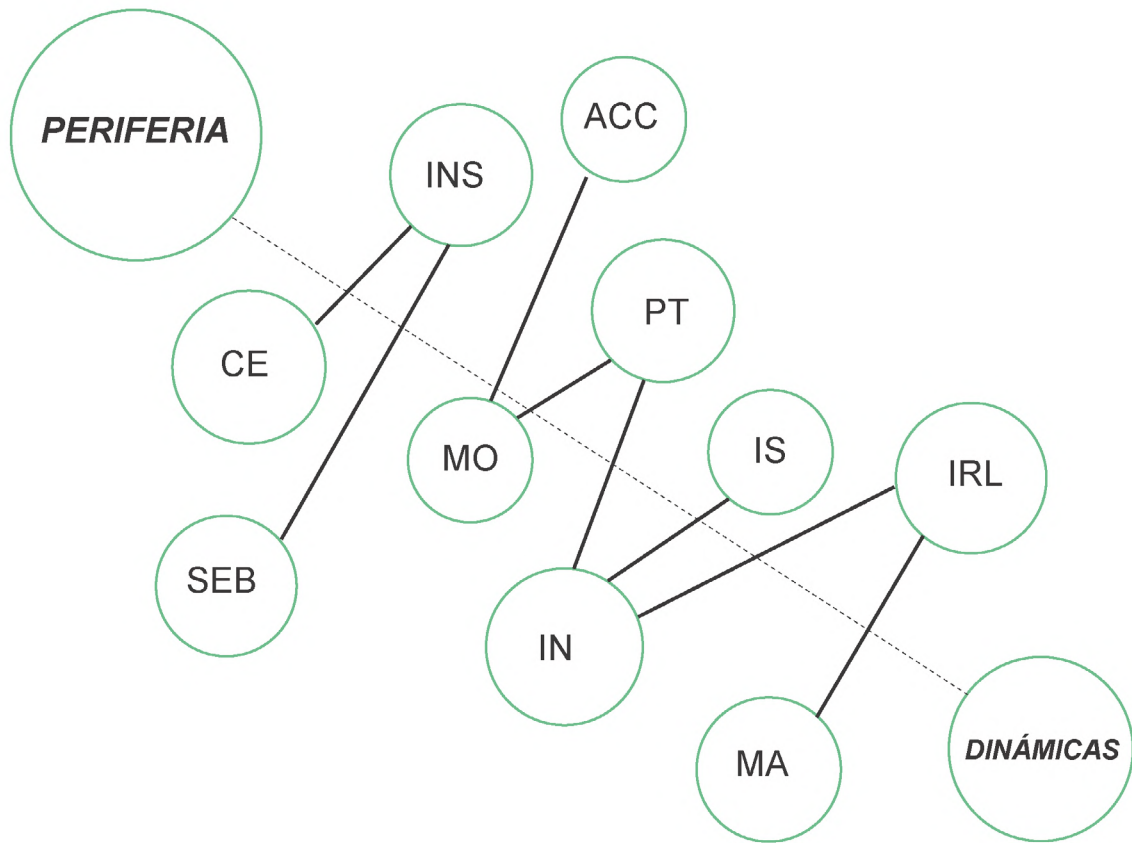 PERIFERIA
ACC
INS
PT
CE
MO
IS
IRL
SEB
IN
MA
DINÁMICAS